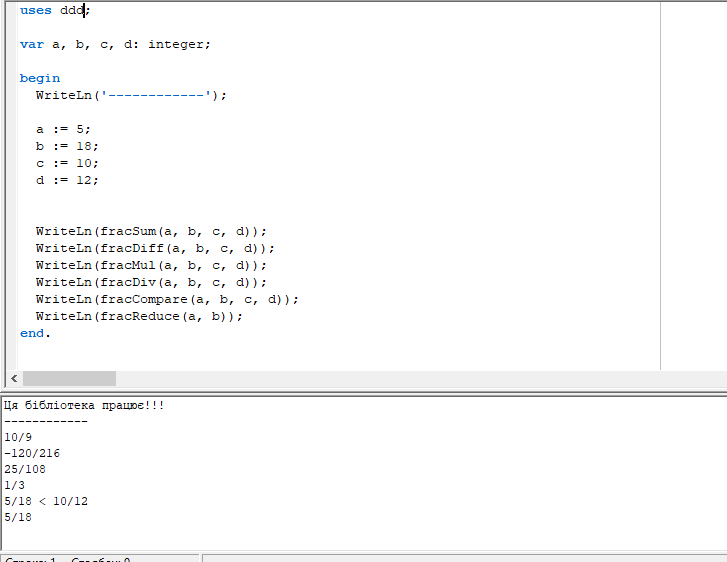 uses ddd;
var a, b, c, d: integer;
begin
WriteLn('------------');
a := 5;
b := 18;
c := 10;
d := 12;
WriteLn(fracSum(a, b, c, d));
WriteLn(fracDiff(a, b, c, d));
WriteLn(fracMul(a, b, c, d));
WriteLn(fracDiv(a, b, c, d));
WriteLn(fracCompare(a, b, c, d));
WriteLn(fracReduce(a, b));
end.
Ця бібліотека працює!!!
------------
10/9
-120/216
25/108
1/3
5/18 < 10/12
5/18